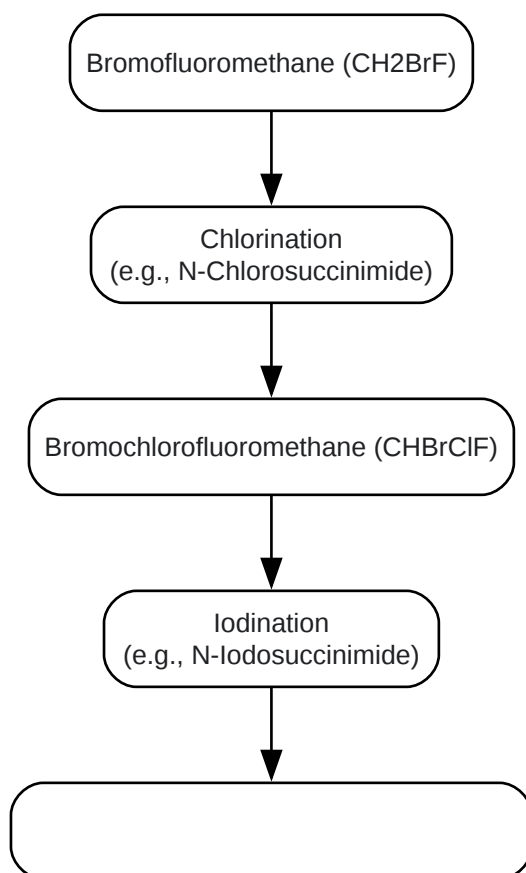 Bromofluoromethane (CH2BrF)
Chlorination
(e.g., N-Chlorosuccinimide)
Bromochlorofluoromethane (CHBrClF)
Iodination
(e.g., N-Iodosuccinimide)